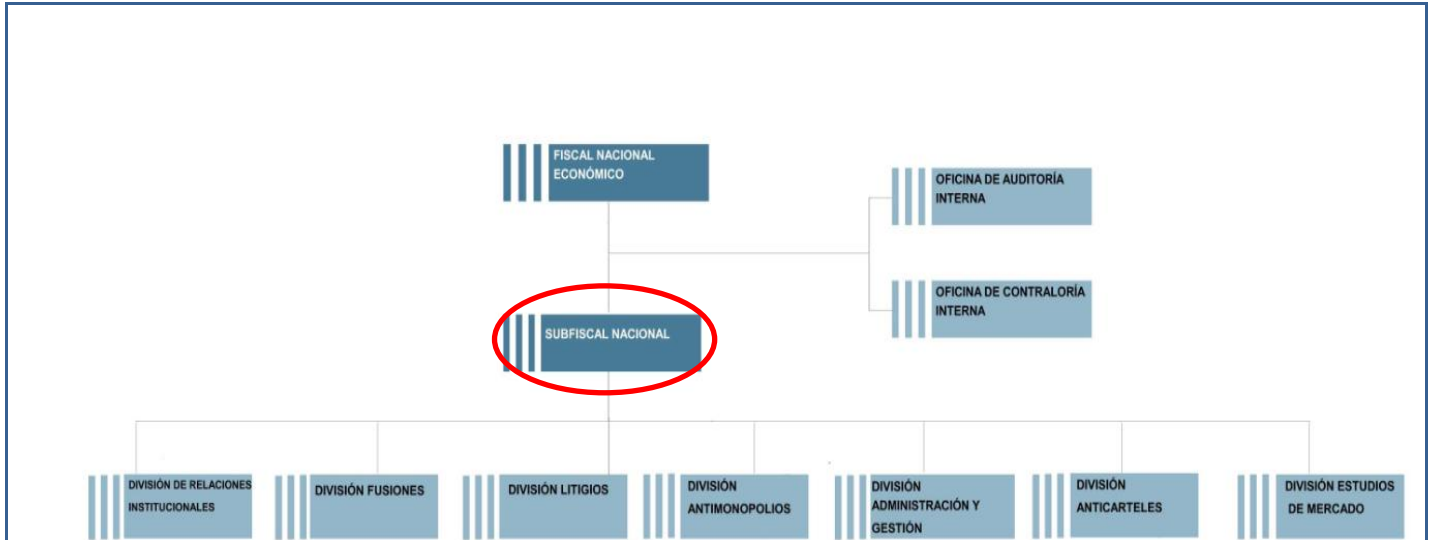 FISCAL NACIONAL
ECONÓMICO
OFICINA DE AUDITORÍA
INTERNA
OFICINA DE CONTRALORÍA
INTERNA
SUBFISCAL NACIONAL
DIVISIÓN DE RELACIONES
INSTITUCIONALES
DIVISIÓN FUSIONES
DIVISIÓN LITIGIOS
DIVISIÓN
ANTIMONOPOLIOS
DIVISIÓN
ADMINISTRACIÓN Y
GESTIÓN
DIVISIÓN
ANTICARTELES
DIVISIÓN ESTUDIOS
DE MERCADO